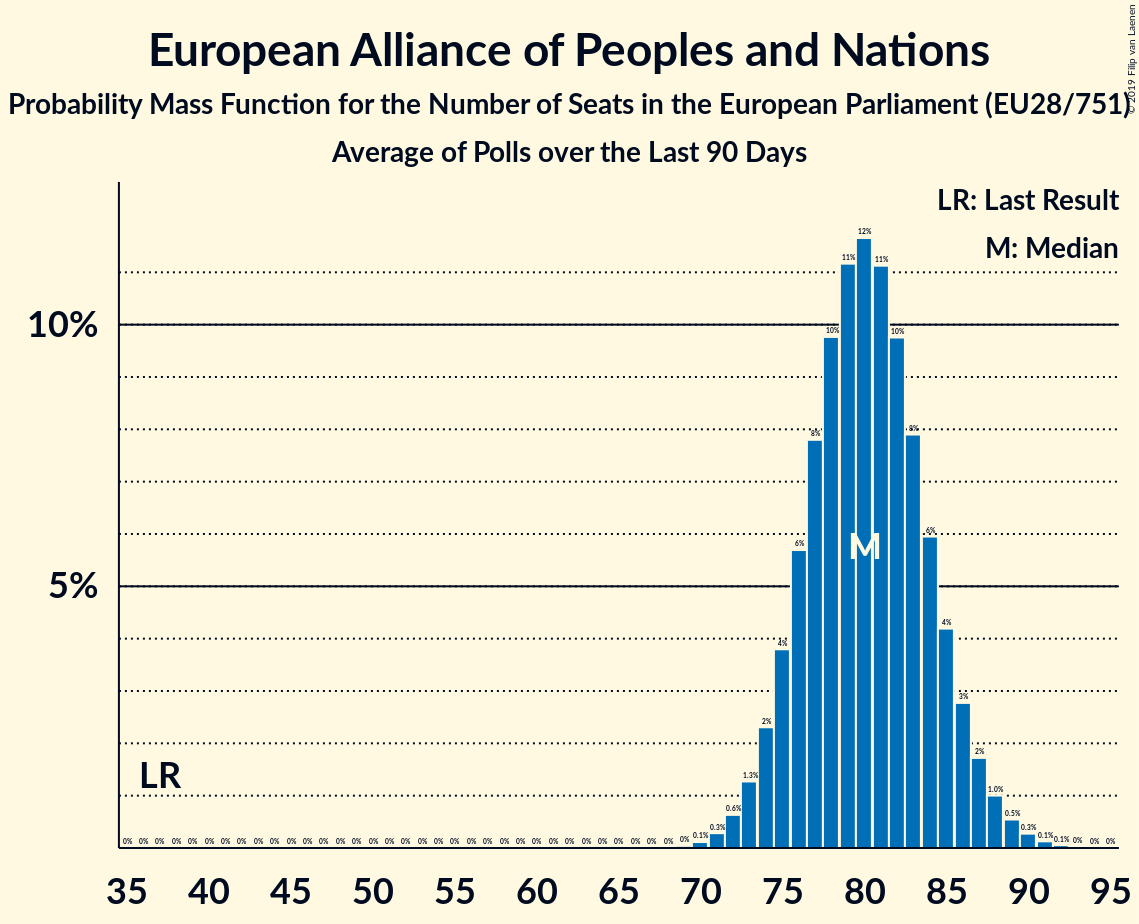 © 2019 Filip van Laenen
European Alliance of Peoples and Nations
Probability Mass Function for the Number of Seats in the European Parliament (EU28/751)
Average of Polls over the Last 90 Days
LR: Last Result
M: Median
12%
11% 11%
10%
10% 10%
8% 8%
6% 6%
M
5%
4% 4%
3%
2% 2%
LR
1.3% 1.0%
0.6% 0.5%
0% 0% 0% 0% 0% 0% 0% 0% 0% 0% 0% 0% 0% 0% 0% 0% 0% 0% 0% 0% 0% 0% 0% 0% 0% 0% 0% 0% 0% 0% 0% 0% 0% 0% 0% 0.1% 0.3% 0.3% 0.1% 0.1% 0% 0% 0%
35 40 45 50 55 60 65 70 75 80 85 90 95